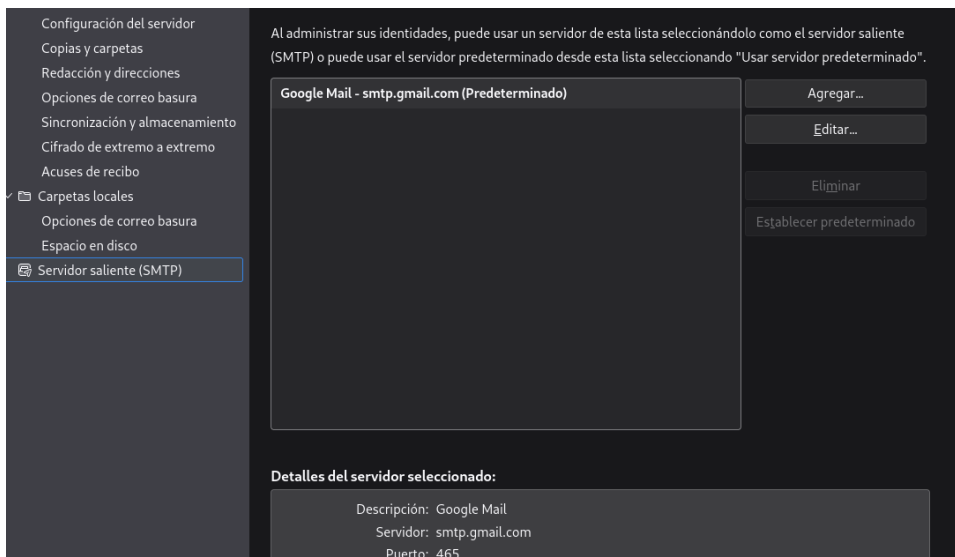 Configuración del servidor
Copias y carpetas
Redacción y direcciones
Opciones de correo basura
Sincronización y almacenamiento
Cifrado de extremo a extremo
Acuses de recibo
Carpetas locales
Opciones de correo basura
Espacio en disco
Servidor saliente (SMTP)
Al administrar sus identidades, puede usar un servidor de esta lista seleccionándolo como el servidor saliente
(SMTP) o puede usar el servidor predeterminado desde esta lista seleccionando "Usar servidor predeterminado".
Google Mail - smtp.gmail.com (Predeterminado)
Agregar...
Editar...
Eliminar
Establecer predeterminado
Detalles del servidor seleccionado:
Descripción: Google Mail
Servidor: smtp.gmail.com
Puerto: 465